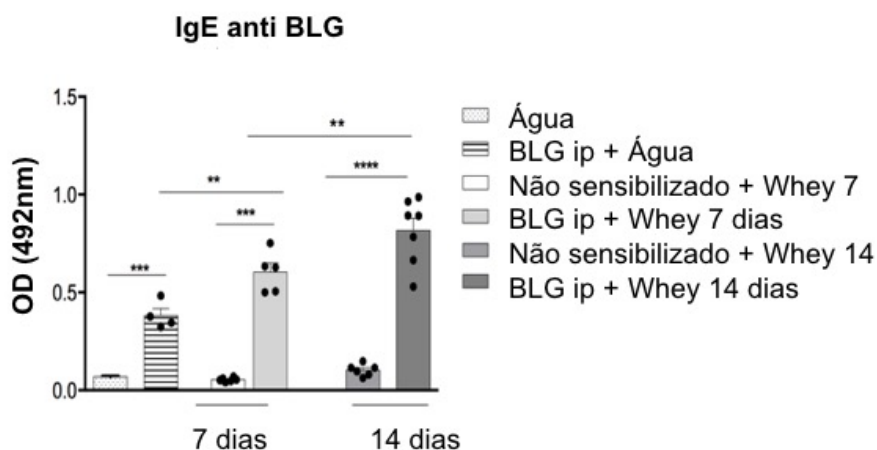 IgE anti BLG
OD (492nm)
1.5
1.0
0.5
0.0
***
**
***
**
****
7 dias
14 dias
Água
BLG ip + Água
Não sensibilizado + Whey 7
BLG ip + Whey 7 dias
Não sensibilizado + Whey 14
BLG ip + Whey 14 dias